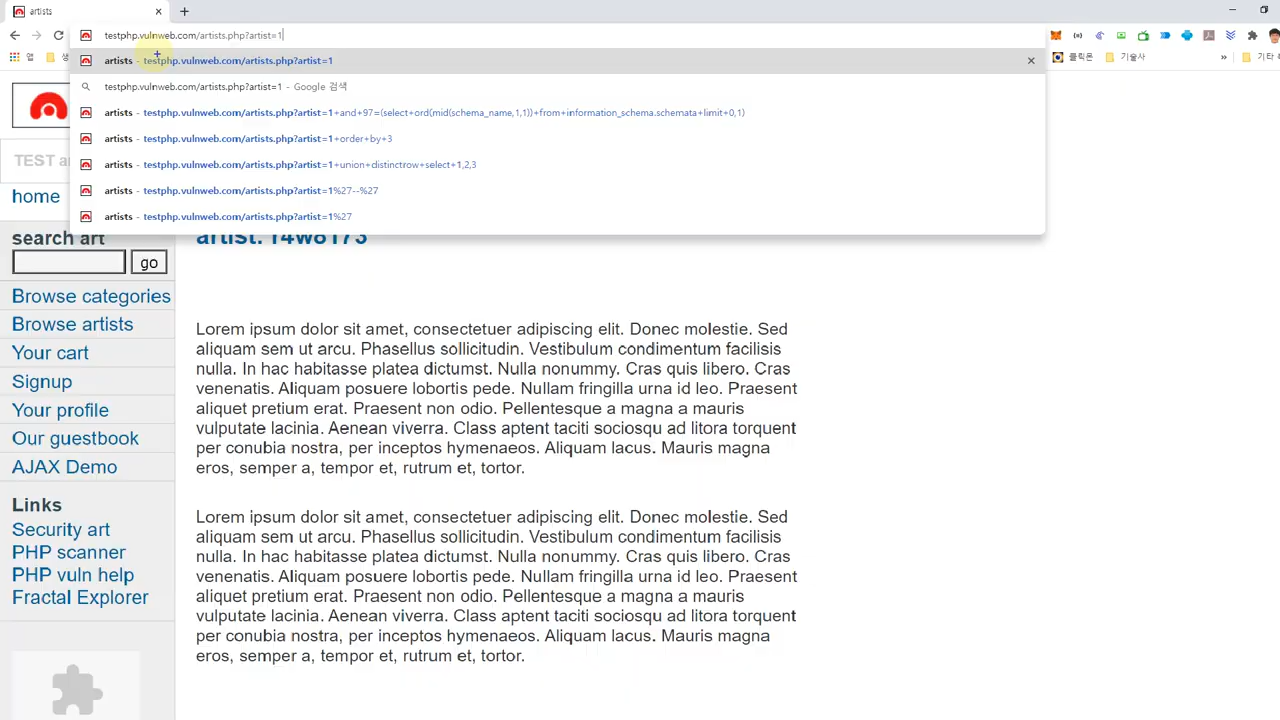 artists
testphp.vulnweb.com/artists.php?artist=1
앱
생
클릭폰
기술사
»
기타
artists - testphp.vulnweb.com/artists.php?artist=1
testphp.vulnweb.com/artists.php?artist=1 - Google 검색
artists - testphp.vulnweb.com/artists.php?artist=1+and+97=(select+ord(mid(schema_name,1,1))+from+information_schema.schemata+limit+0,1)
artists - testphp.vulnweb.com/artists.php?artist=1+order+by+3
artists - testphp.vulnweb.com/artists.php?artist=1+union+distinctrow+select+1,2,3
artists - testphp.vulnweb.com/artists.php?artist=1%27--%27
artists - testphp.vulnweb.com/artists.php?artist=1%27
TEST
home
search art
go
Browse categories
Browse artists
Your cart
Signup
Your profile
Our guestbook
AJAX Demo
Links
Security art
PHP scanner
PHP vuln help
Fractal Explorer
artist: r4w8173
Lorem ipsum dolor sit amet, consectetuer adipiscing elit. Donec molestie. Sed
aliquam sem ut arcu. Phasellus sollicitudin. Vestibulum condimentum facilisis
nulla. In hac habitasse platea dictumst. Nulla nonummy. Cras quis libero. Cras
venenatis. Aliquam posuere lobortis pede. Nullam fringilla urna id leo. Praesent
aliquet pretium erat. Praesent non odio. Pellentesque a magna a mauris
vulputate lacinia. Aenean viverra. Class aptent taciti sociosqu ad litora torquent
per conubia nostra, per inceptos hymenaeos. Aliquam lacus. Mauris magna
eros, semper a, tempor et, rutrum et, tortor.
Lorem ipsum dolor sit amet, consectetuer adipiscing elit. Donec molestie. Sed
aliquam sem ut arcu. Phasellus sollicitudin. Vestibulum condimentum facilisis
nulla. In hac habitasse platea dictumst. Nulla nonummy. Cras quis libero. Cras
venenatis. Aliquam posuere lobortis pede. Nullam fringilla urna id leo. Praesent
aliquet pretium erat. Praesent non odio. Pellentesque a magna a mauris
vulputate lacinia. Aenean viverra. Class aptent taciti sociosqu ad litora torquent
per conubia nostra, per inceptos hymenaeos. Aliquam lacus. Mauris magna
eros, semper a, tempor et, rutrum et, tortor.